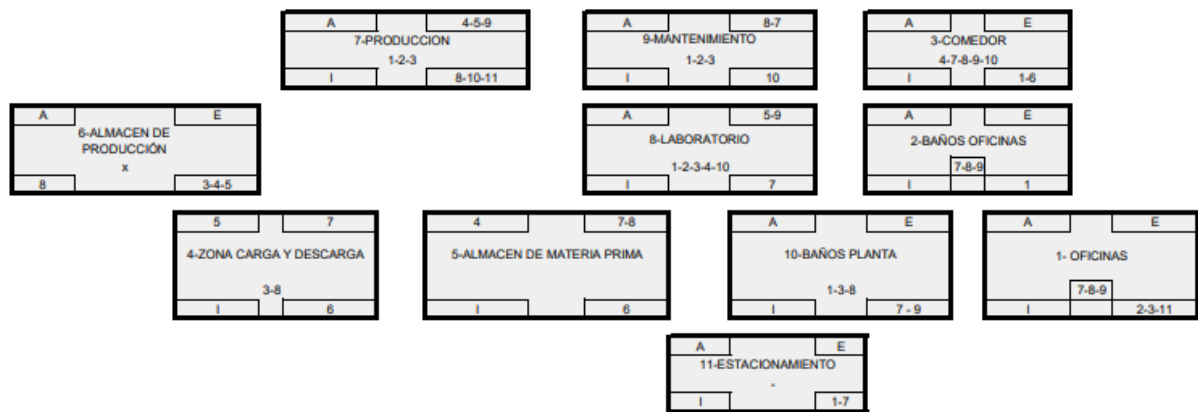 A 4-5-9
7-PRODUCCION
1-2-3
I 8-10-11
A 8-7
9-MANTENIMIENTO
1-2-3
I 10
A E
3-COMEDOR
4-7-8-9-10
I 1-6
A E
6-ALMACEN DE
PRODUCCIÓN
x
8 3-4-5
A 5-9
8-LABORATORIO
1-2-3-4-10
I 7
A E
2-BAÑOS OFICINAS
7-8-9
I 1
5 7
4-ZONA CARGA Y DESCARGA
3-8
I 6
4 7-8
5-ALMACEN DE MATERIA PRIMA
I 6
A E
10-BAÑOS PLANTA
1-3-8
I 7 - 9
A E
1- OFICINAS
7-8-9
I 2-3-11
A E
11-ESTACIONAMIENTO
-
I 1-7